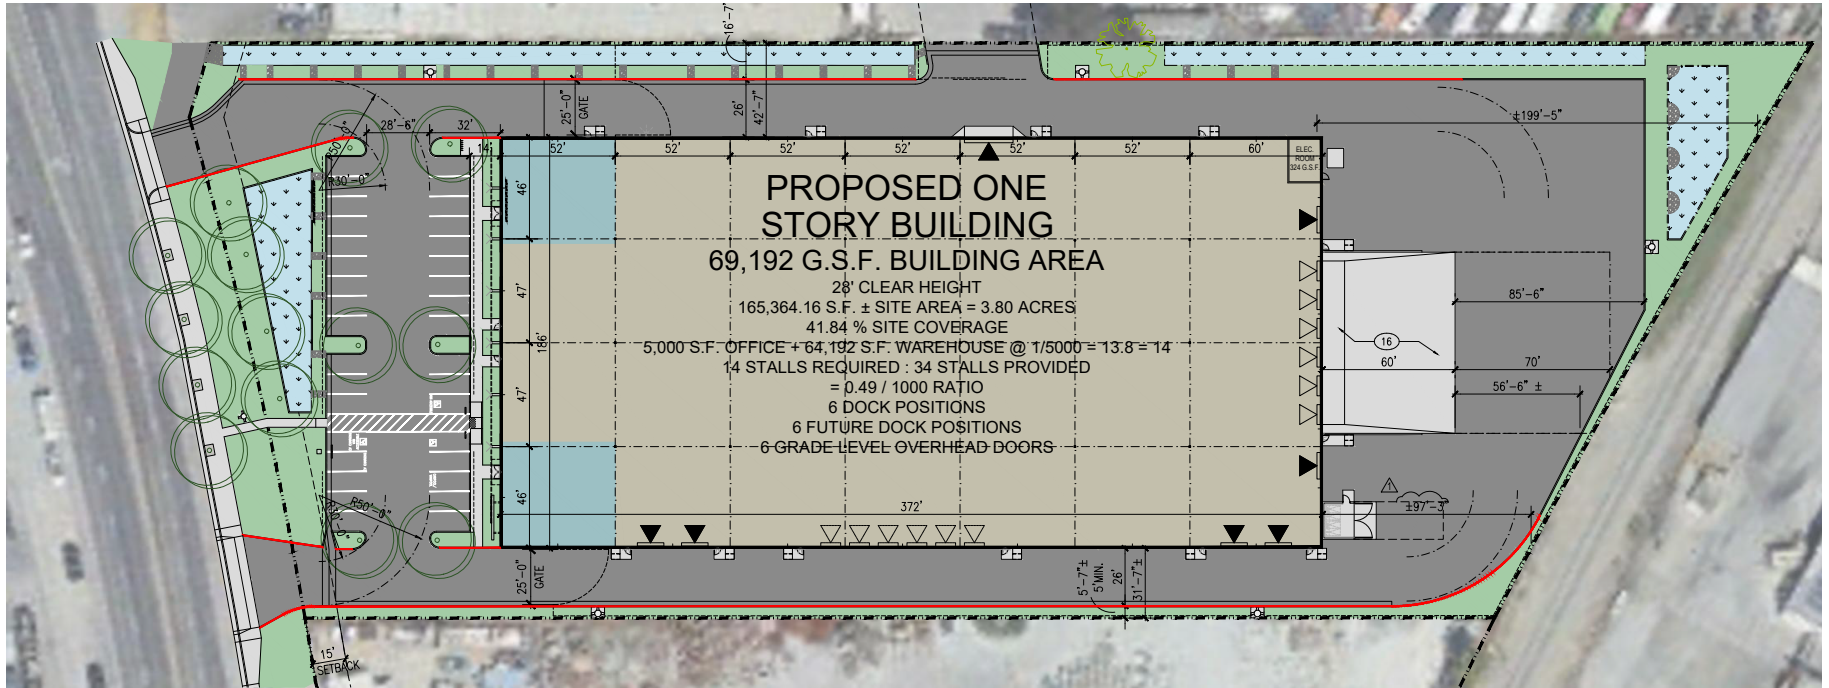 16'-7"
25'-0"
GATE
26'
42'-7"
±199'-5"
28'-6"
32'
14'
52'
52'
52'
52'
52'
52'
60'
ELEC.
ROOM
324 G.S.F.
R50'-0"
R30'-0"
46'
47'
186'
47'
46'
PROPOSED ONE
STORY BUILDING
69,192 G.S.F. BUILDING AREA
28' CLEAR HEIGHT
165,364.16 S.F. ± SITE AREA = 3.80 ACRES
41.84 % SITE COVERAGE
5,000 S.F. OFFICE + 64,192 S.F. WAREHOUSE @ 1/5000 = 13.8 = 14
14 STALLS REQUIRED : 34 STALLS PROVIDED
= 0.49 / 1000 RATIO
6 DOCK POSITIONS
6 FUTURE DOCK POSITIONS
6 GRADE LEVEL OVERHEAD DOORS
85'-6"
16
60'
70'
56'-6" ±
372'
1
±97'-3"
R50'-0"
25'-0"
GATE
5'-7"±
5'MIN.
26'
31'-7"±
15'
SETBACK